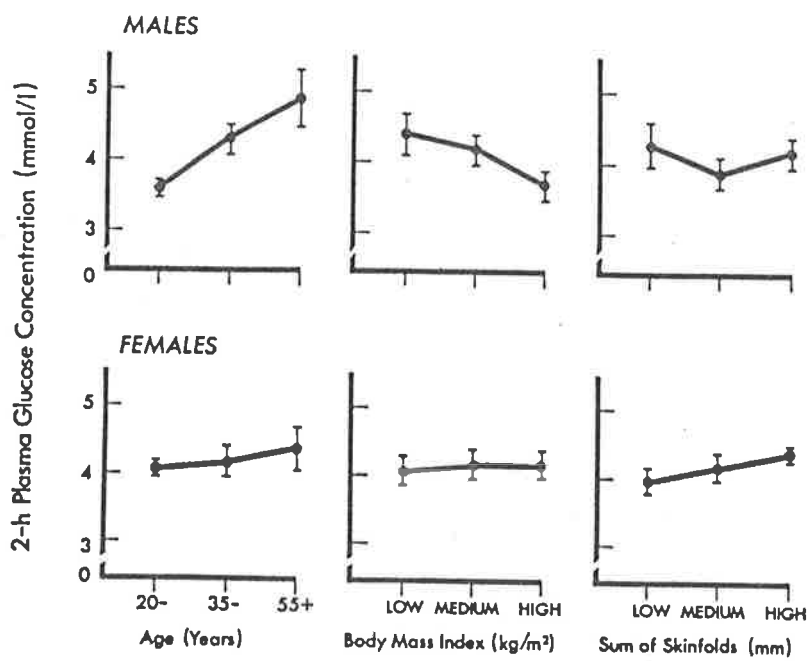 MALES
2-h Plasma Glucose Concentration (mmol/l)
5
4
3
0
FEMALES
5
4
3
0
20- 35- 55+
Age (Years)
LOW MEDIUM HIGH
Body Mass Index (kg/m²)
LOW MEDIUM HIGH
Sum of Skinfolds (mm)